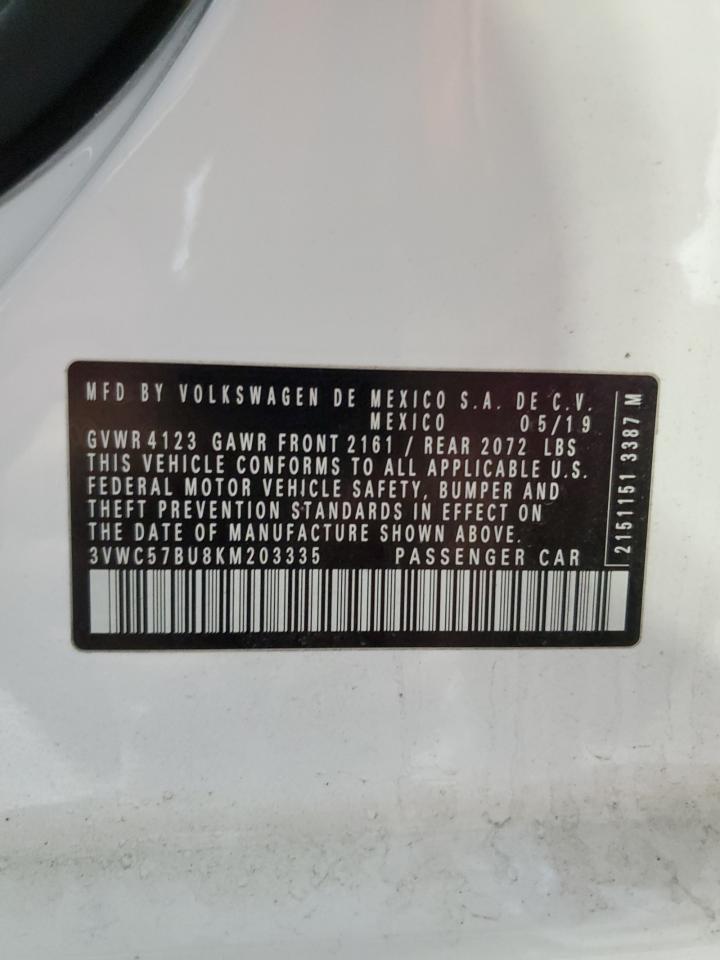 MFD BY VOLKSWAGEN DE MEXICO S.A. DE C.V.
MEXICO 05/19
GVWR 4123 GAWR FRONT 2161 / REAR 2072 LBS
THIS VEHICLE CONFORMS TO ALL APPLICABLE U.S.
FEDERAL MOTOR VEHICLE SAFETY, BUMPER AND
THEFT PREVENTION STANDARDS IN EFFECT ON
THE DATE OF MANUFACTURE SHOWN ABOVE.
3VWC57BU8KM203335 PASSENGER CAR
2151151 3387 M